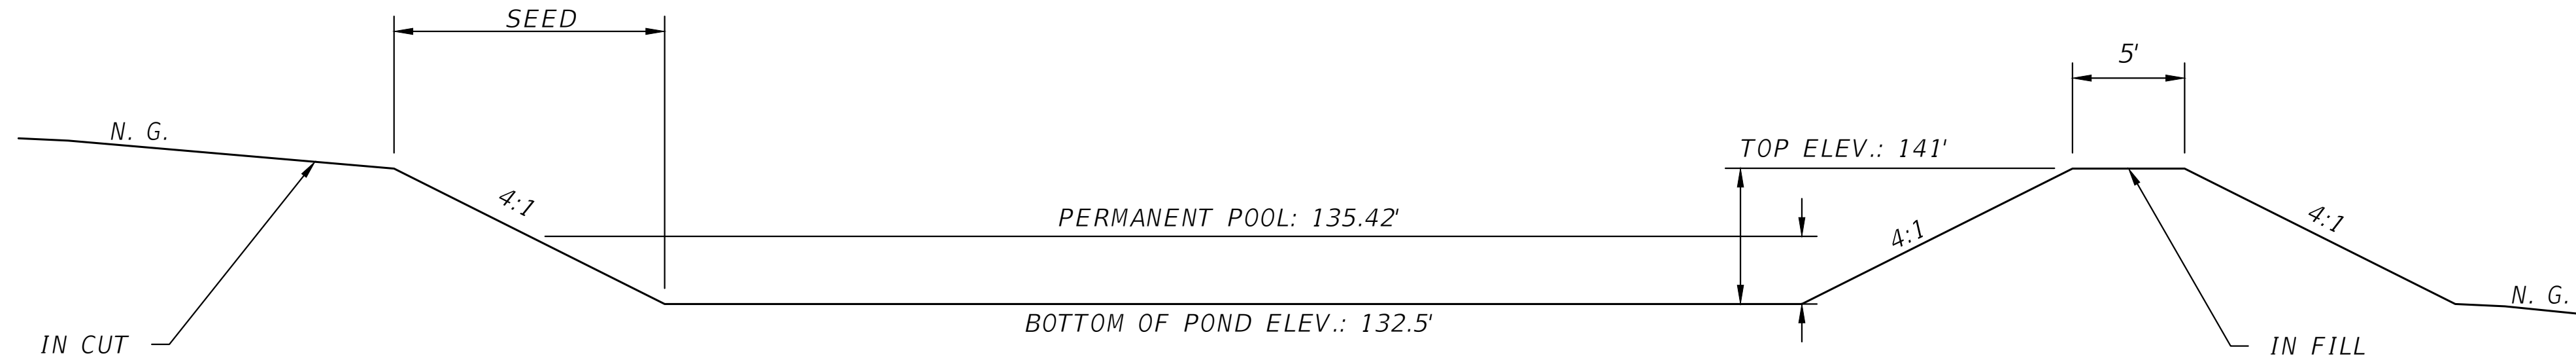 SEED
5'
N. G.
TOP ELEV.: 141'
4:1
PERMANENT POOL: 135.42'
4:1
4:1
BOTTOM OF POND ELEV.: 132.5'
N. G.
IN CUT
IN FILL